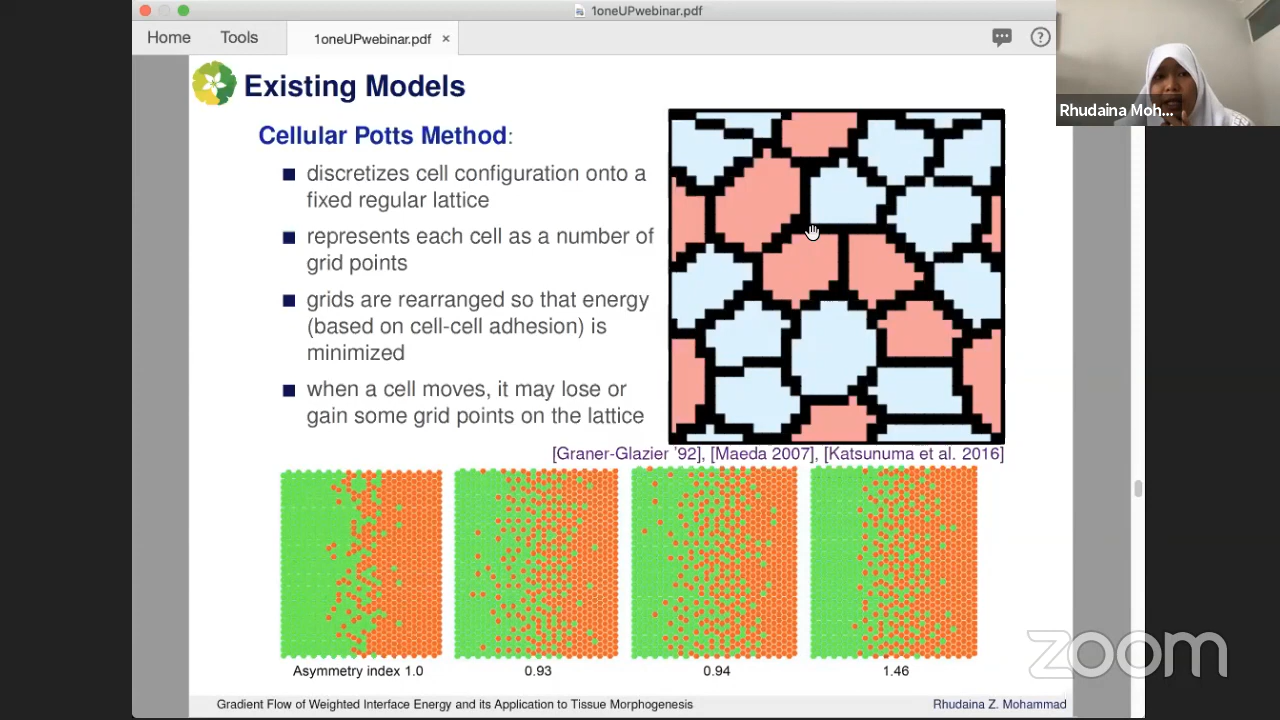 1oneUPwebinar.pdf
Home Tools 1oneUPwebinar.pdf ×
?
Rhudaina Moh...
Existing Models
Cellular Potts Method:
discretizes cell configuration onto a
fixed regular lattice
represents each cell as a number of
grid points
grids are rearranged so that energy
(based on cell-cell adhesion) is
minimized
when a cell moves, it may lose or
gain some grid points on the lattice
[Graner-Glazier '92], [Maeda 2007], [Katsunuma et al. 2016]
Asymmetry index 1.0 0.93 0.94 1.46
zoom
Gradient Flow of Weighted Interface Energy and its Application to Tissue Morphogenesis Rhudaina Z. Mohammad